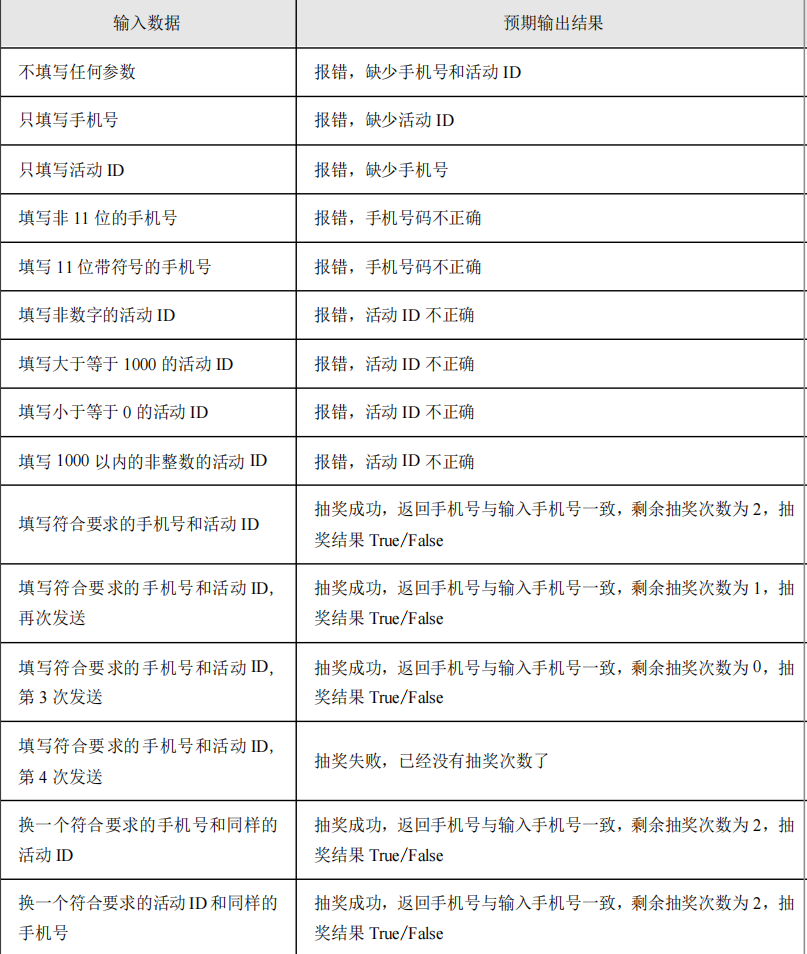 输入数据
预期输出结果
不填写任何参数
报错，缺少手机号和活动 ID
只填写手机号
报错，缺少活动 ID
只填写活动 ID
报错，缺少手机号
填写非 11 位的手机号
报错，手机号码不正确
填写 11 位带符号的手机号
报错，手机号码不正确
填写非数字的活动 ID
报错，活动 ID 不正确
填写大于等于 1000 的活动 ID
报错，活动 ID 不正确
填写小于等于 0 的活动 ID
报错，活动 ID 不正确
填写 1000 以内的非整数的活动 ID
报错，活动 ID 不正确
填写符合要求的手机号和活动 ID
抽奖成功，返回手机号与输入手机号一致，剩余抽奖次数为 2，抽
奖结果 True/False
填写符合要求的手机号和活动 ID，
再次发送
抽奖成功，返回手机号与输入手机号一致，剩余抽奖次数为 1，抽
奖结果 True/False
填写符合要求的手机号和活动 ID，
第 3 次发送
抽奖成功，返回手机号与输入手机号一致，剩余抽奖次数为 0，抽
奖结果 True/False
填写符合要求的手机号和活动 ID，
第 4 次发送
抽奖失败，已经没有抽奖次数了
换一个符合要求的手机号和同样的
活动 ID
抽奖成功，返回手机号与输入手机号一致，剩余抽奖次数为 2，抽
奖结果 True/False
换一个符合要求的活动 ID 和同样的
手机号
抽奖成功，返回手机号与输入手机号一致，剩余抽奖次数为 2，抽
奖结果 True/False